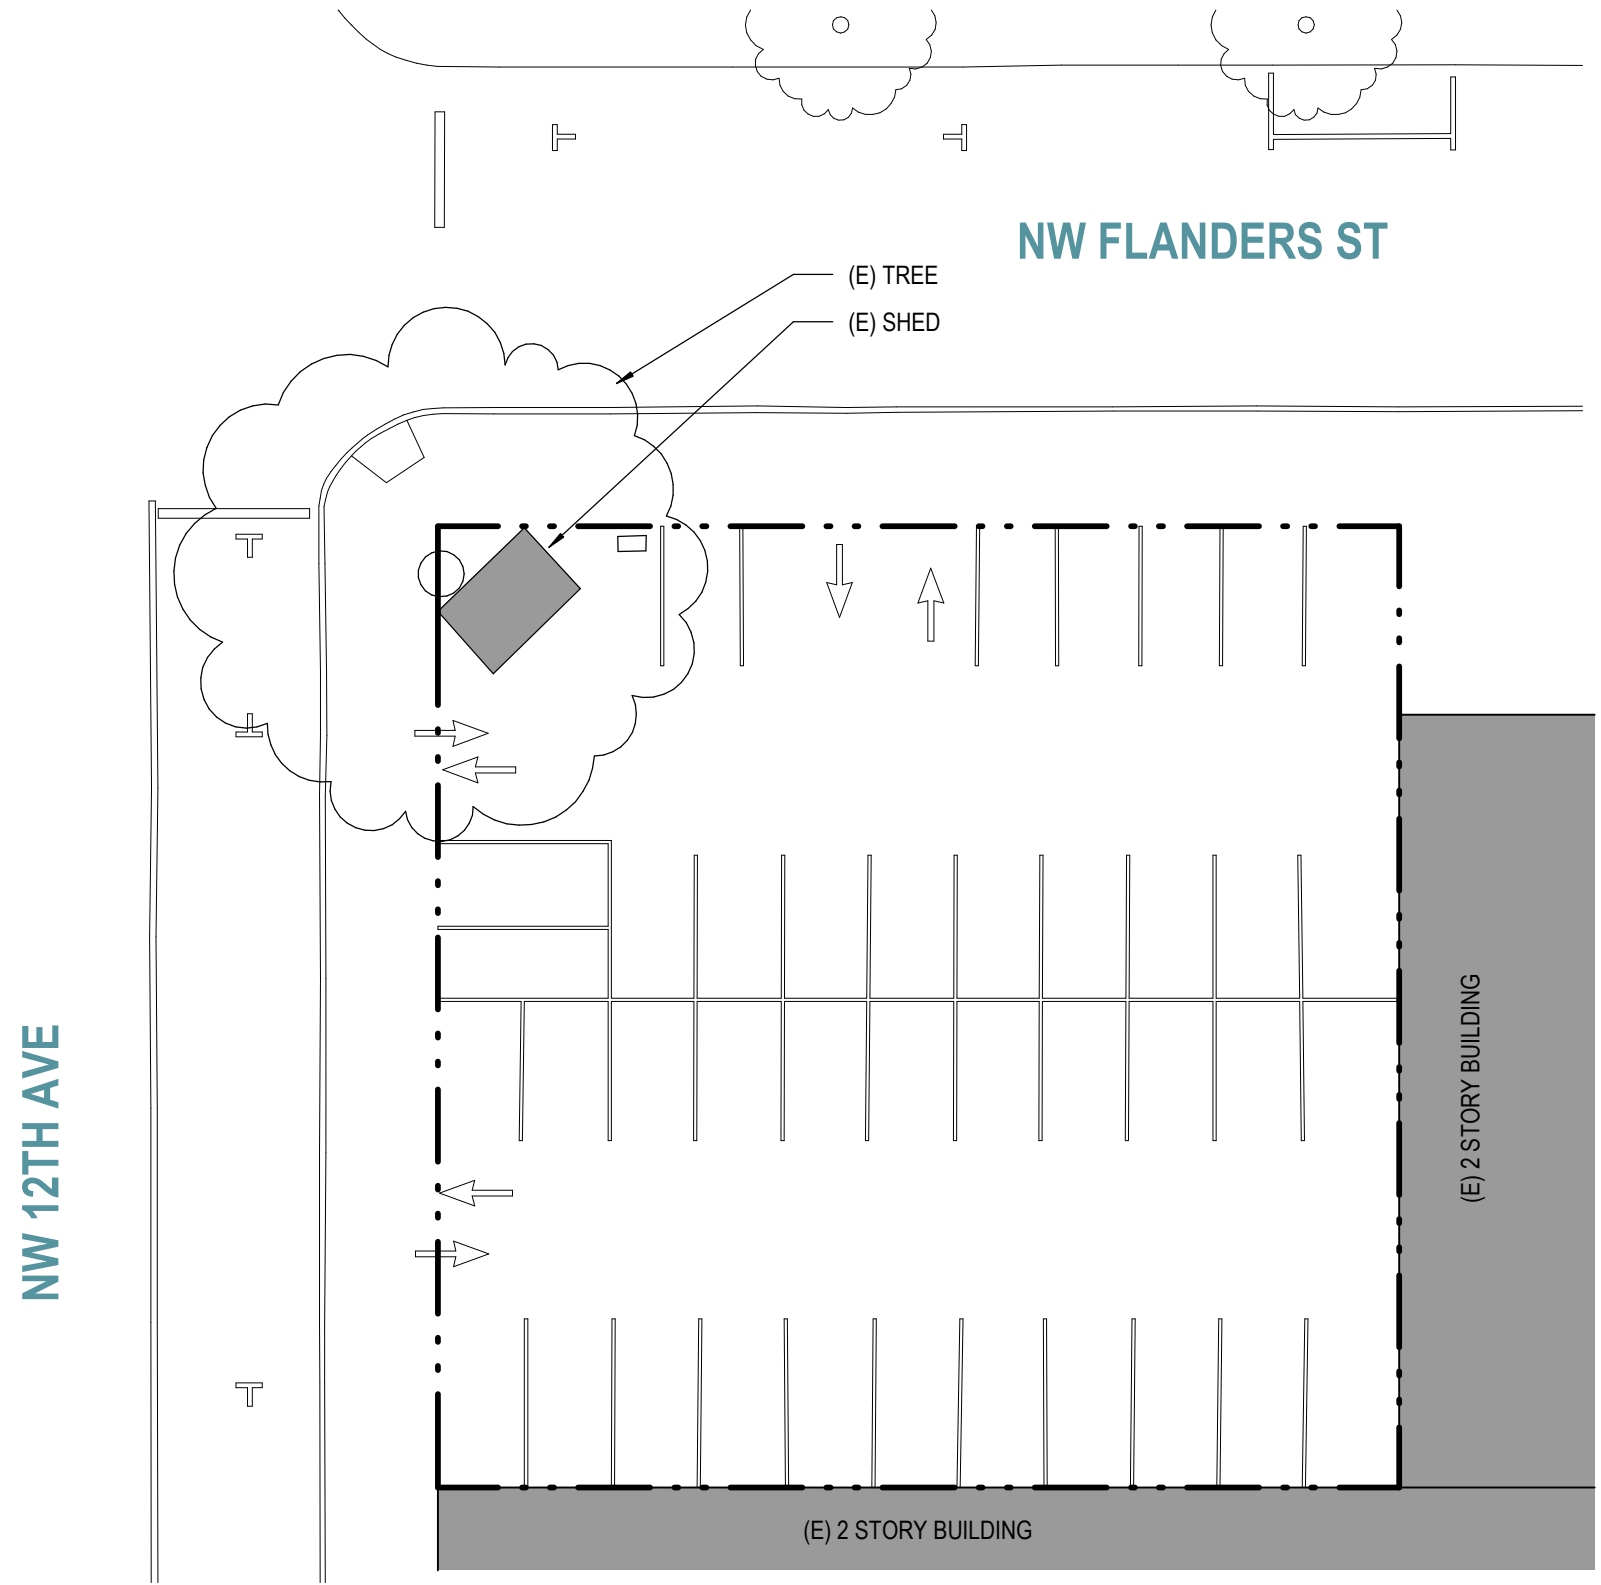 NW FLANDERS ST
(E) TREE
(E) SHED
NW 12TH AVE
(E) 2 STORY BUILDING
(E) 2 STORY BUILDING